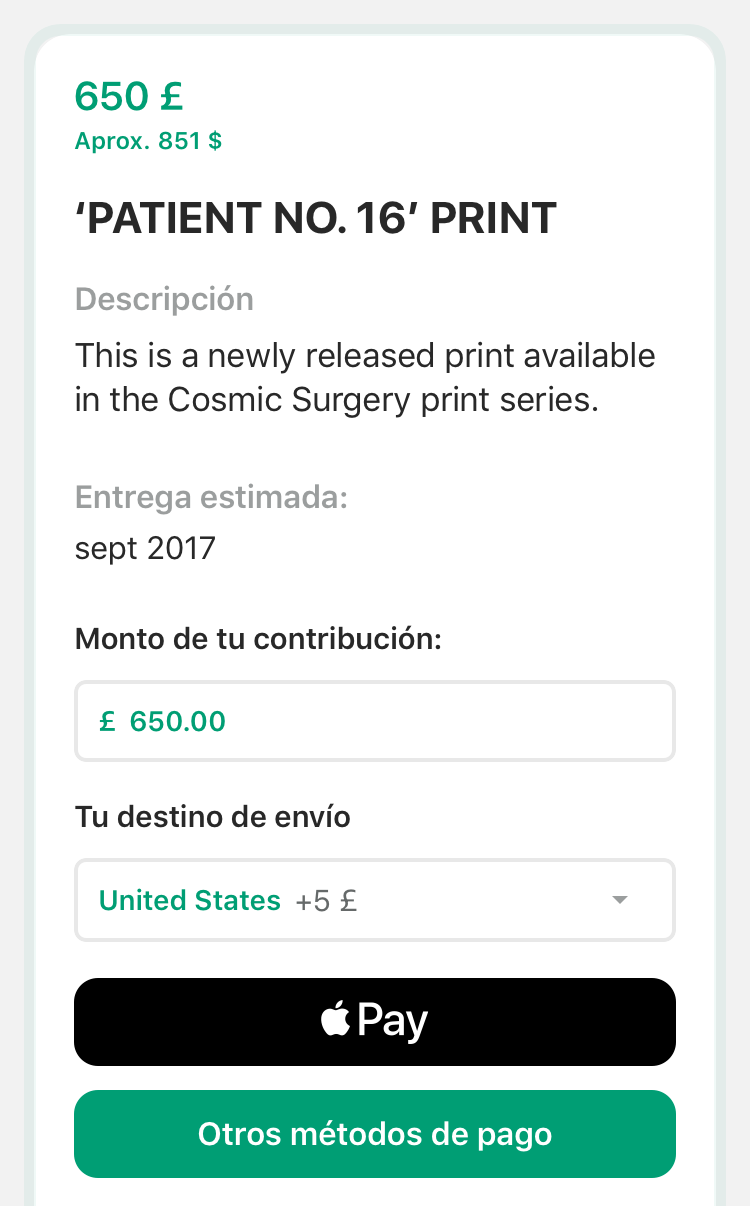 650 £
Aprox. 851 $
‘PATIENT NO. 16’ PRINT
Descripción
This is a newly released print available
in the Cosmic Surgery print series.
Entrega estimada:
sept 2017
Monto de tu contribución:
£ 650.00
Tu destino de envío
United States +5 £
Pay
Otros métodos de pago